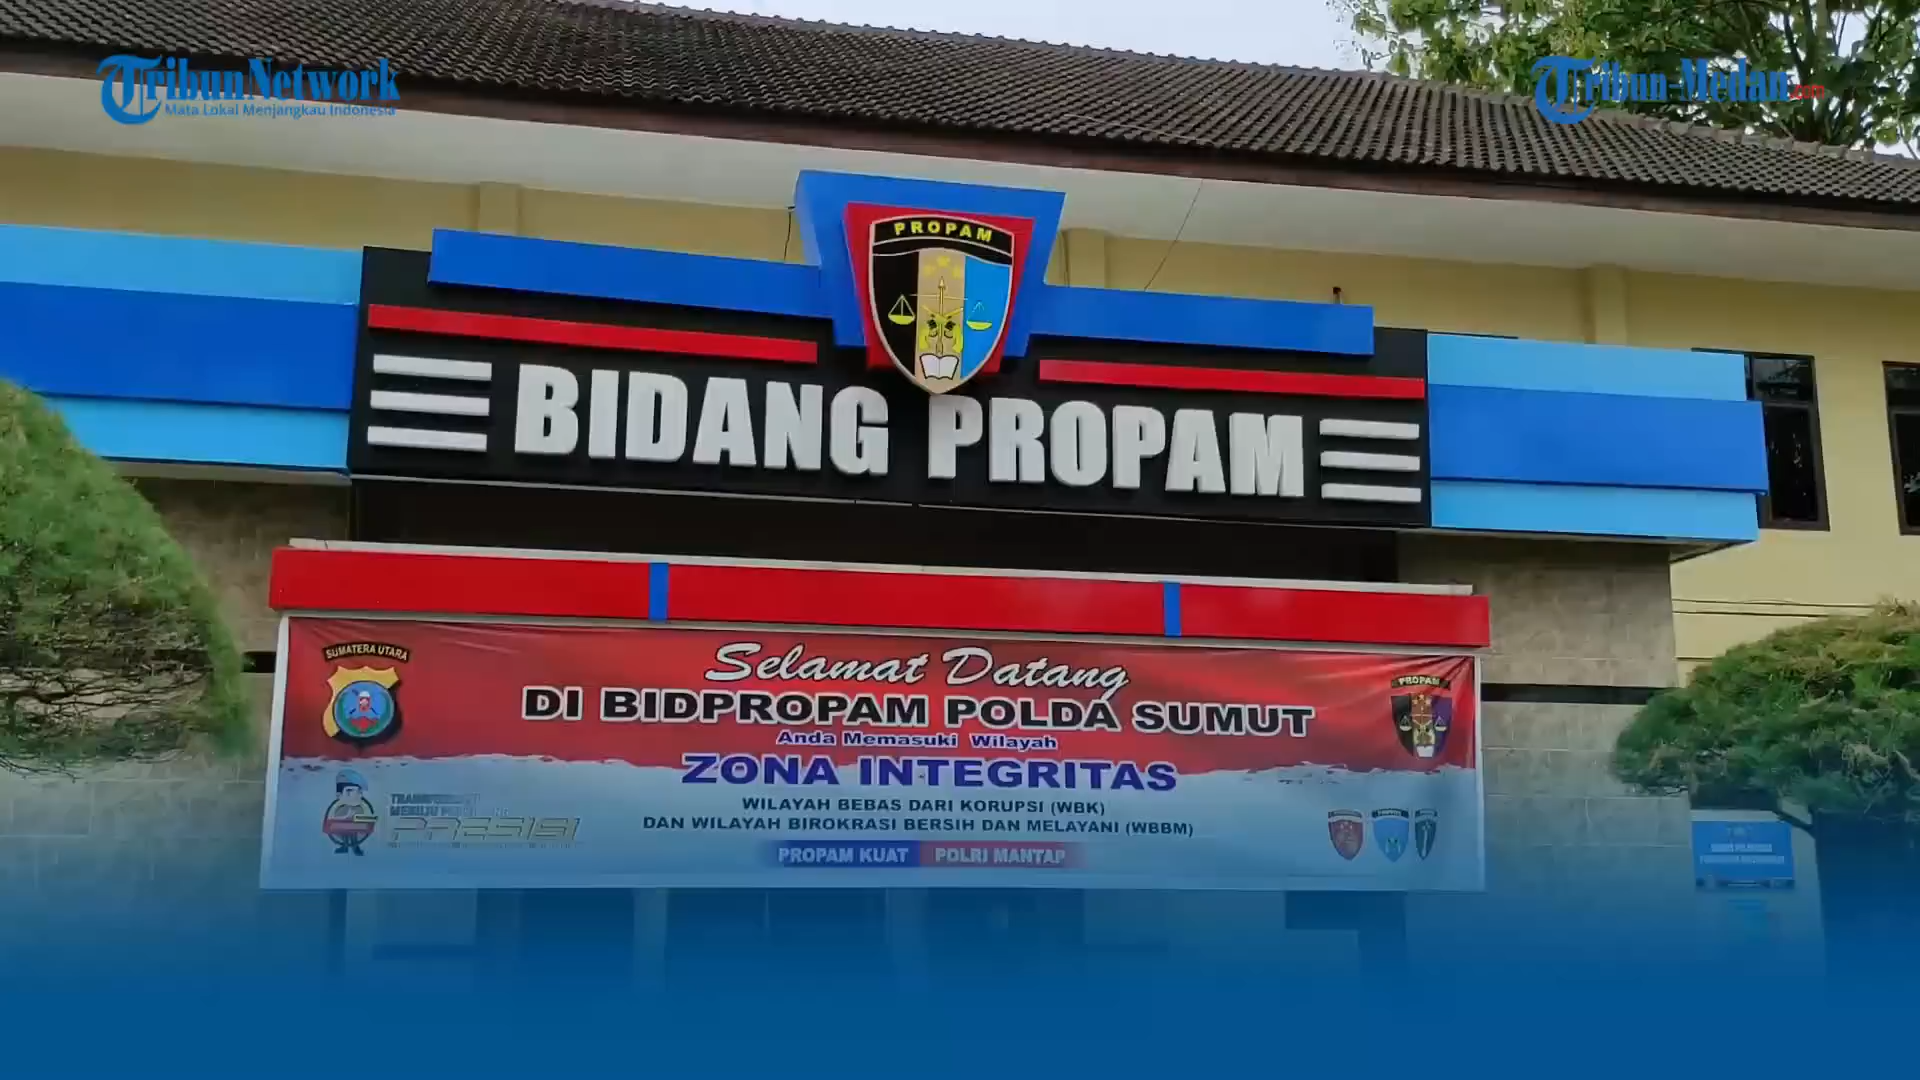 TribunNetwork
Mata Lokal Menjangkau Indonesia
Tribun-Medan.com
PROPAM
BIDANG PROPAM
SUMATERA UTARA
Selamat Datang
DI BIDPROPAM POLDA SUMUT
Anda Memasuki Wilayah
ZONA INTEGRITAS
WILAYAH BEBAS DARI KORUPSI (WBK)
DAN WILAYAH BIROKRASI BERSIH DAN MELAYANI (WBBM)
PROPAM KUAT POLRI MANTAP
PROPAM
PRESISI